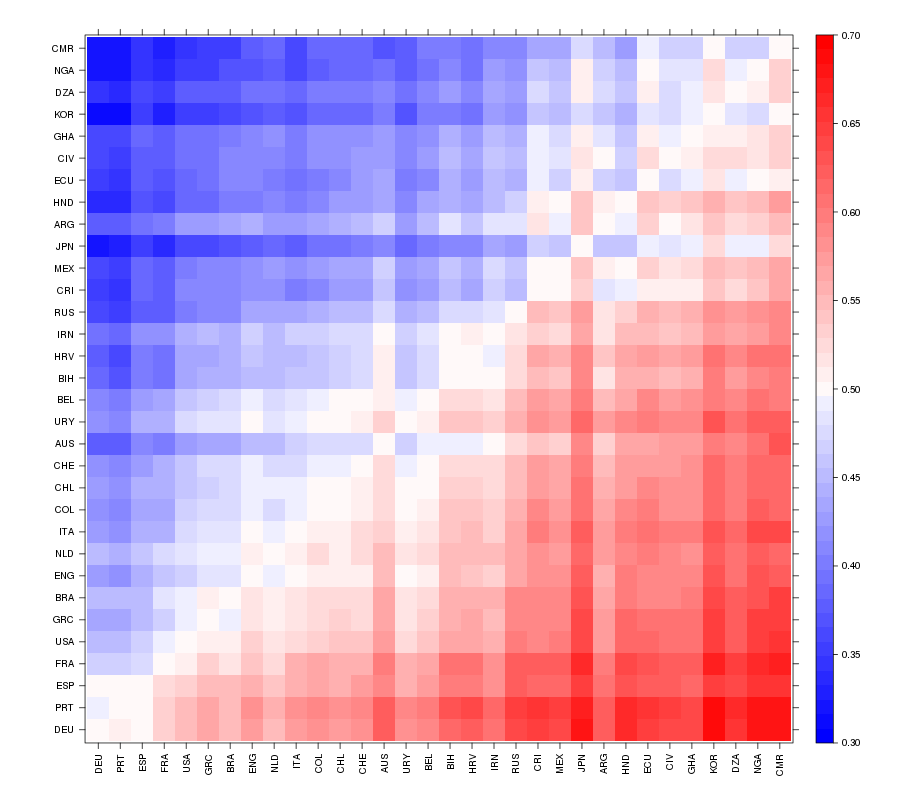 CMR
NGA
DZA
KOR
GHA
CIV
ECU
HND
ARG
JPN
MEX
CRI
RUS
IRN
HRV
BIH
BEL
URY
AUS
CHE
CHL
COL
ITA
NLD
ENG
BRA
GRC
USA
FRA
ESP
PRT
DEU
DEU PRT ESP FRA USA GRC BRA ENG NLD ITA COL CHL CHE AUS URY BEL BIH HRV IRN RUS CRI MEX JPN ARG HND ECU CIV GHA KOR DZA NGA CMR
0.70
0.65
0.60
0.55
0.50
0.45
0.40
0.35
0.30